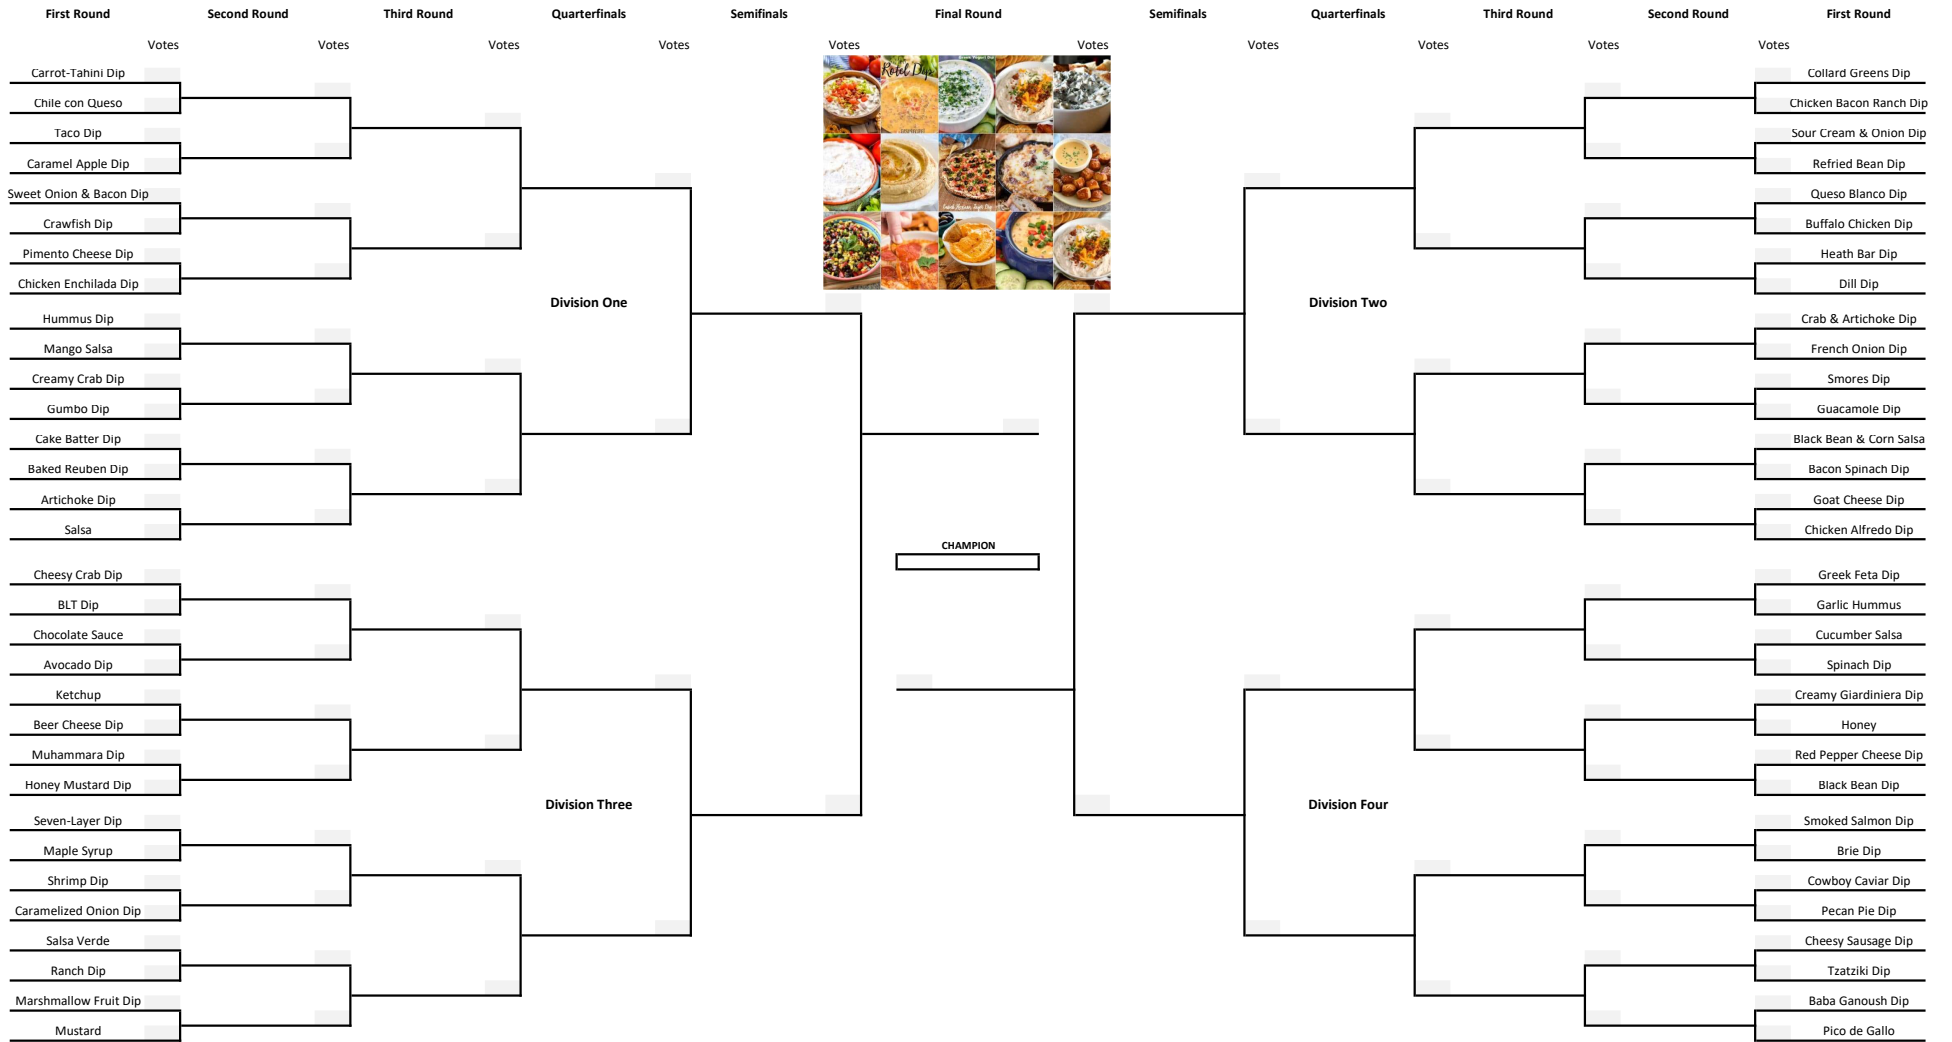 First Round
Second Round
Third Round
Quarterfinals
Semifinals
Final Round
Semifinals
Quarterfinals
Third Round
Second Round
First Round
Votes
Votes
Votes
Votes
Votes
Votes
Votes
Votes
Votes
Votes
Carrot-Tahini Dip
Chile con Queso
Taco Dip
Caramel Apple Dip
Sweet Onion & Bacon Dip
Crawfish Dip
Pimento Cheese Dip
Chicken Enchilada Dip
Division One
Hummus Dip
Mango Salsa
Creamy Crab Dip
Gumbo Dip
Cake Batter Dip
Baked Reuben Dip
Artichoke Dip
Salsa
Cheesy Crab Dip
BLT Dip
Chocolate Sauce
Avocado Dip
Ketchup
Beer Cheese Dip
Muhammara Dip
Honey Mustard Dip
Division Three
Seven-Layer Dip
Maple Syrup
Shrimp Dip
Caramelized Onion Dip
Salsa Verde
Ranch Dip
Marshmallow Fruit Dip
Mustard
Rotel Dip
CHAMPION
Collard Greens Dip
Chicken Bacon Ranch Dip
Sour Cream & Onion Dip
Refried Bean Dip
Queso Blanco Dip
Buffalo Chicken Dip
Heath Bar Dip
Dill Dip
Division Two
Crab & Artichoke Dip
French Onion Dip
Smores Dip
Guacamole Dip
Black Bean & Corn Salsa
Bacon Spinach Dip
Goat Cheese Dip
Chicken Alfredo Dip
Greek Feta Dip
Garlic Hummus
Cucumber Salsa
Spinach Dip
Creamy Giardiniera Dip
Honey
Red Pepper Cheese Dip
Black Bean Dip
Division Four
Smoked Salmon Dip
Brie Dip
Cowboy Caviar Dip
Pecan Pie Dip
Cheesy Sausage Dip
Tzatziki Dip
Baba Ganoush Dip
Pico de Gallo